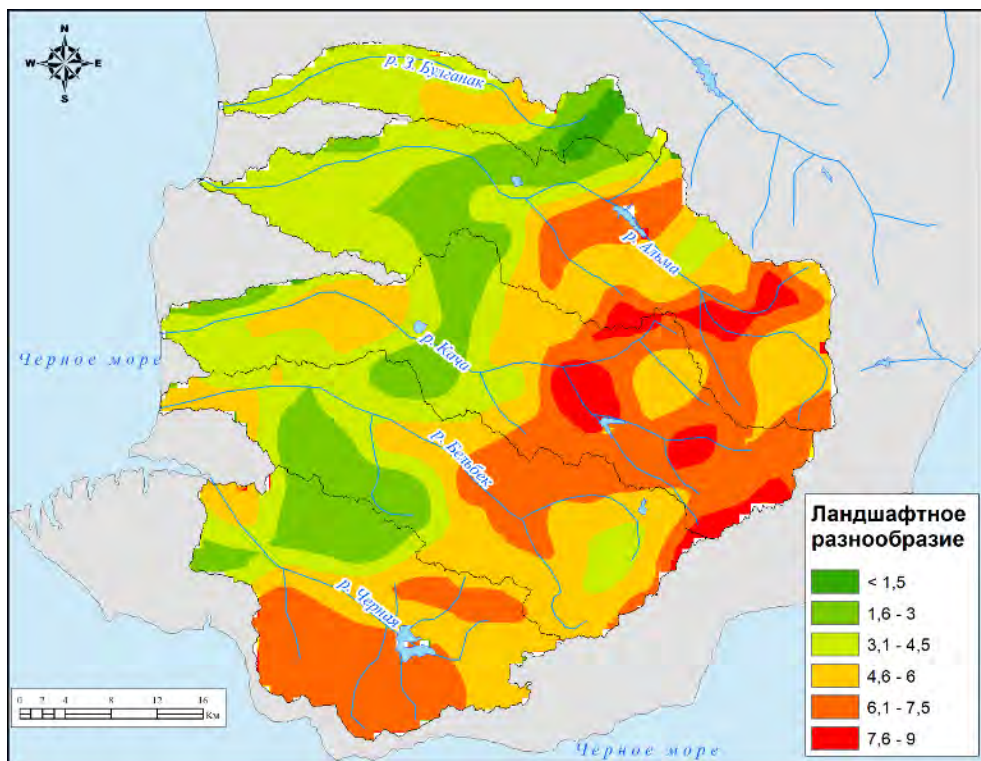 N
W E
S
р. З. Булганак
р. Альма
Черное море
р. Кача
р. Бельбек
р. Черная
Ландшафтное
разнообразие
< 1,5
1,6 - 3
3,1 - 4,5
4,6 - 6
6,1 - 7,5
7,6 - 9
0 2 4 8 12 16
Км
Черное море